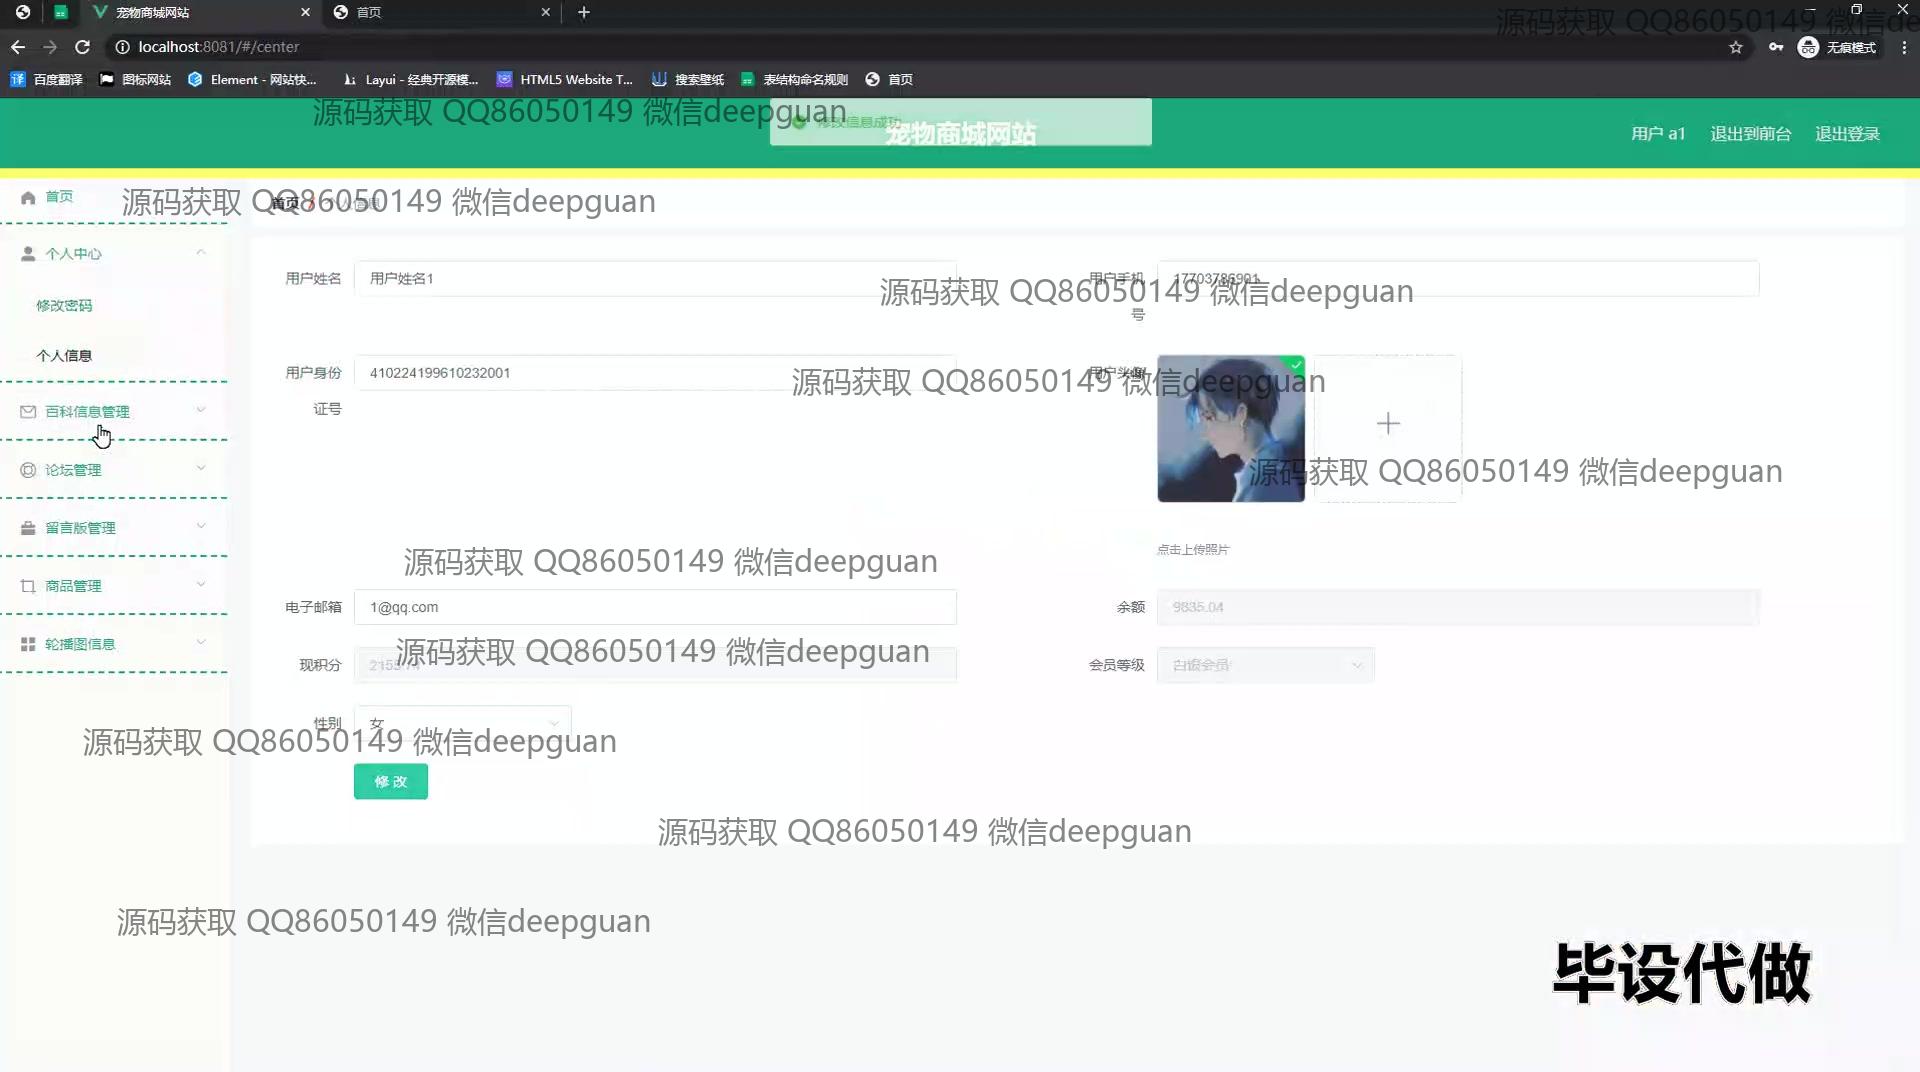 宠物商城网站
首页
localhost:8081/#/center
无痕模式
百度翻译
图标网站
Element - 网站快...
Layui - 经典开源模...
HTML5 Website T...
搜索壁纸
表结构命名规则
首页
源码获取 QQ86050149 微信de
源码获取 QQ86050149 微信deepguan
修改信息成功
宠物商城网站
用户 a1
退出到前台
退出登录
首页
源码获取 QQ86050149 微信deepguan
首页 / 个人信息
个人中心
修改密码
个人信息
百科信息管理
论坛管理
留言版管理
商品管理
轮播图信息
用户姓名
用户姓名1
用户手机号
17703786901
源码获取 QQ86050149 微信deepguan
用户身份证号
410224199610232001
用户头像
源码获取 QQ86050149 微信deepguan
源码获取 QQ86050149 微信deepguan
点击上传照片
源码获取 QQ86050149 微信deepguan
电子邮箱
1@qq.com
余额
9835.04
现积分
源码获取 QQ86050149 微信deepguan
会员等级
白银会员
性别
女
源码获取 QQ86050149 微信deepguan
修 改
源码获取 QQ86050149 微信deepguan
源码获取 QQ86050149 微信deepguan
毕设代做